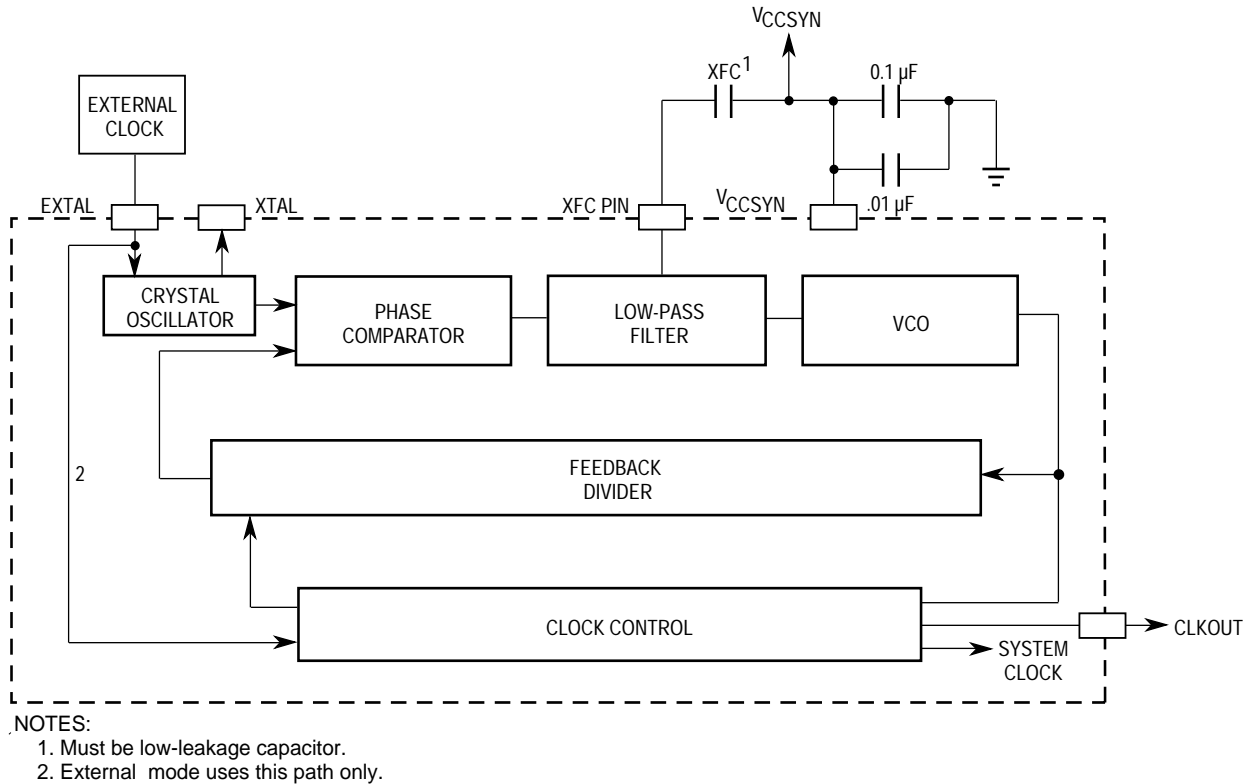 VCCSYN
XFC1
0.1 µF
EXTERNAL
CLOCK
EXTAL
XTAL
XFC PIN
VCCSYN
.01 µF
CRYSTAL
OSCILLATOR
PHASE
COMPARATOR
LOW-PASS
FILTER
VCO
2
FEEDBACK
DIVIDER
CLOCK CONTROL
CLKOUT
SYSTEM
CLOCK
NOTES:
1. Must be low-leakage capacitor.
2. External mode uses this path only.